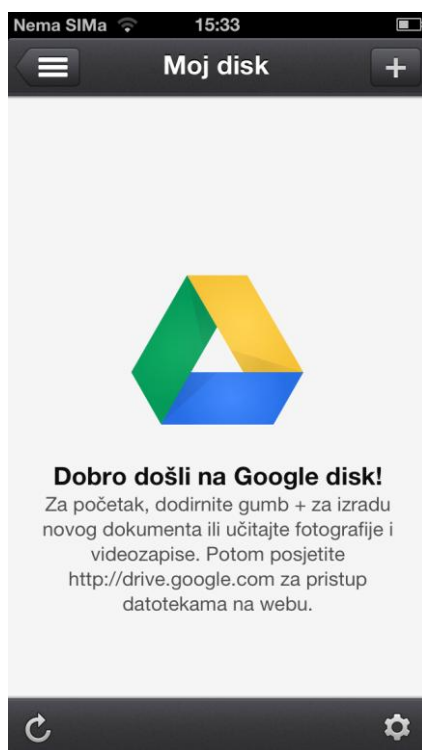 Nema SIMa 15:33
Moj disk +
Dobro došli na Google disk!
Za početak, dodirnite gumb + za izradu
novog dokumenta ili učitajte fotografije i
videozapise. Potom posjetite
http://drive.google.com za pristup
datotekama na webu.